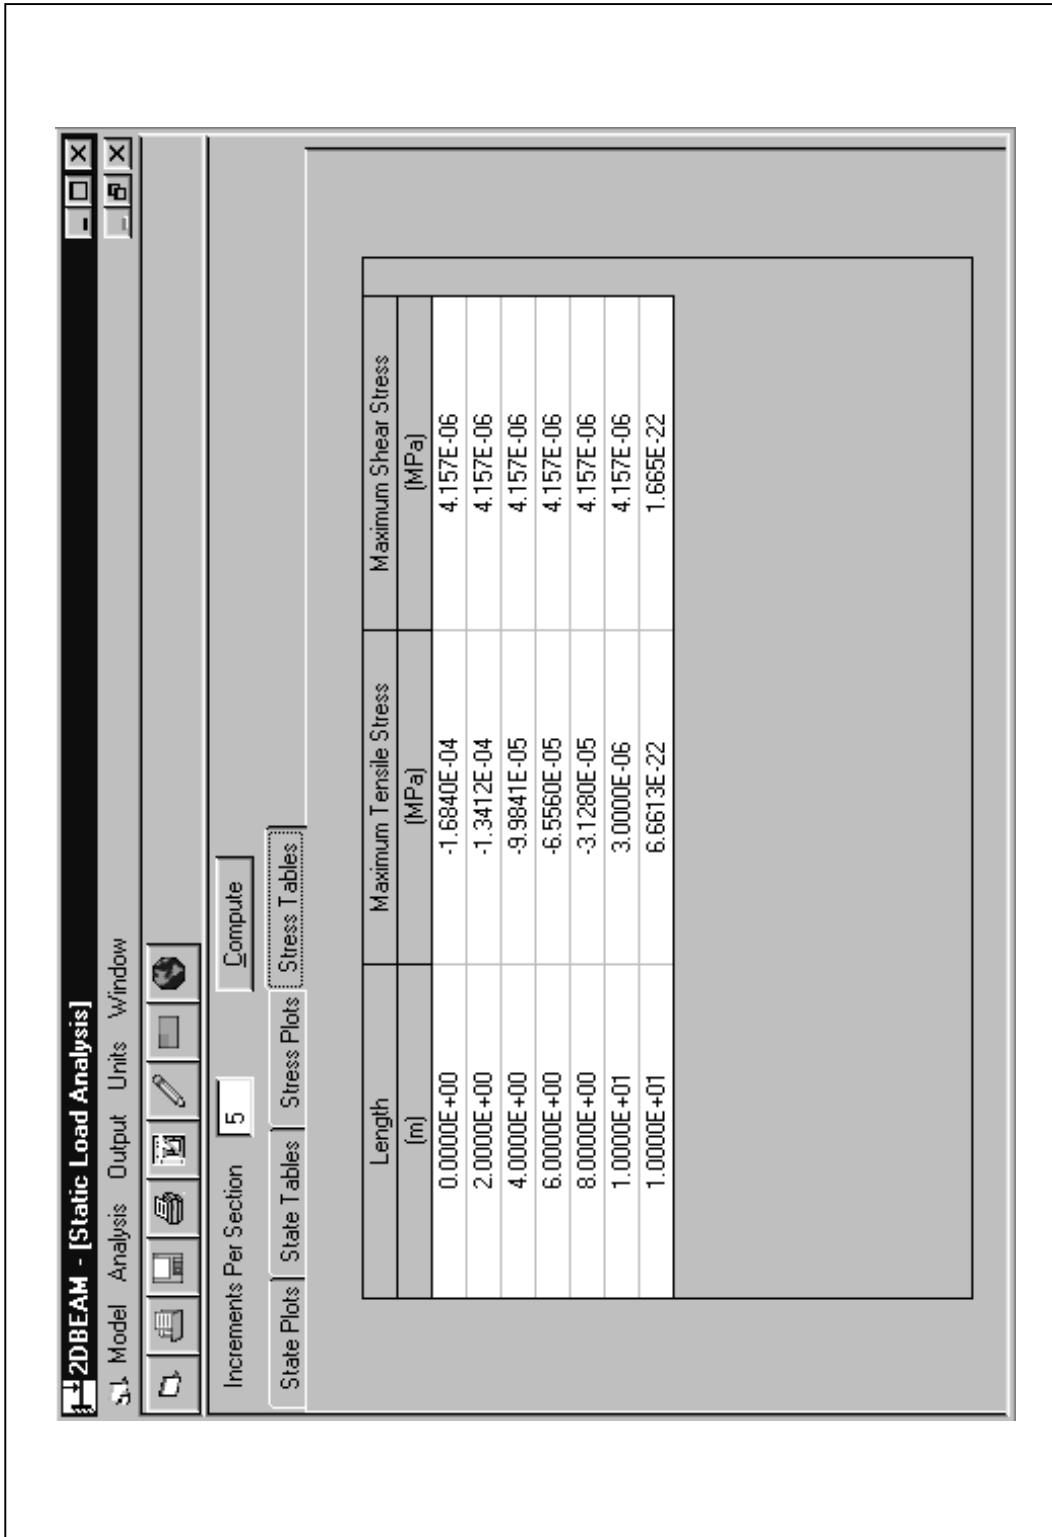 2DBEAM - [Static Load Analysis]
Model Analysis Output Units Window
Increments Per Section 5 Compute
State Plots State Tables Stress Plots Stress Tables
Length Maximum Tensile Stress Maximum Shear Stress
(m) (MPa) (MPa)
0.0000E+00 -1.6840E-04 4.157E-06
2.0000E+00 -1.3412E-04 4.157E-06
4.0000E+00 -9.9841E-05 4.157E-06
6.0000E+00 -6.5560E-05 4.157E-06
8.0000E+00 -3.1280E-05 4.157E-06
1.0000E+01 3.0000E-06 4.157E-06
1.0000E+01 6.6613E-22 1.665E-22